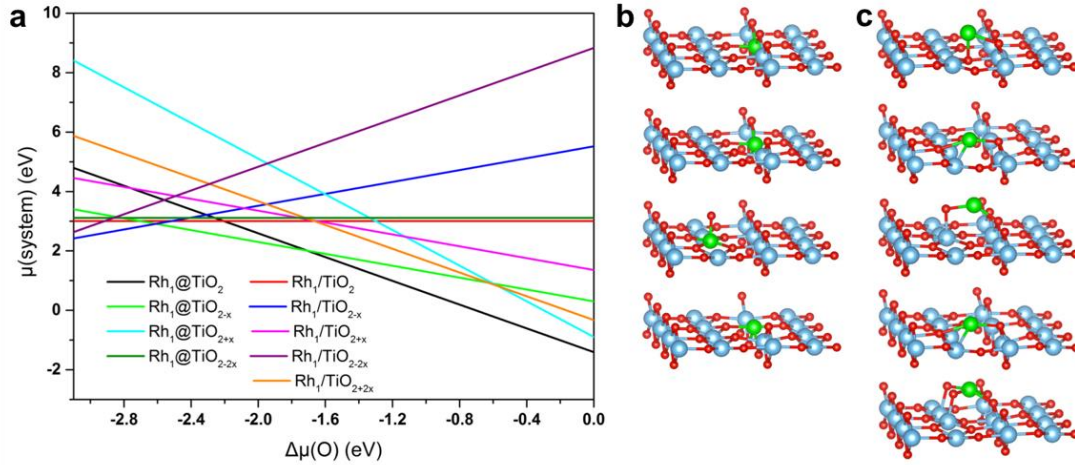 a
b
c
μ(system) (eV)
10
8
6
4
2
0
-2
Rh₁@TiO₂
Rh₁/TiO₂
Rh₁@TiO₂₋ₓ
Rh₁/TiO₂₋ₓ
Rh₁@TiO₂₊ₓ
Rh₁/TiO₂₊ₓ
Rh₁@TiO₂₋₂ₓ
Rh₁/TiO₂₋₂ₓ
Rh₁/TiO₂₊₂ₓ
-2.8 -2.4 -2.0 -1.6 -1.2 -0.8 -0.4 0.0
Δμ(O) (eV)